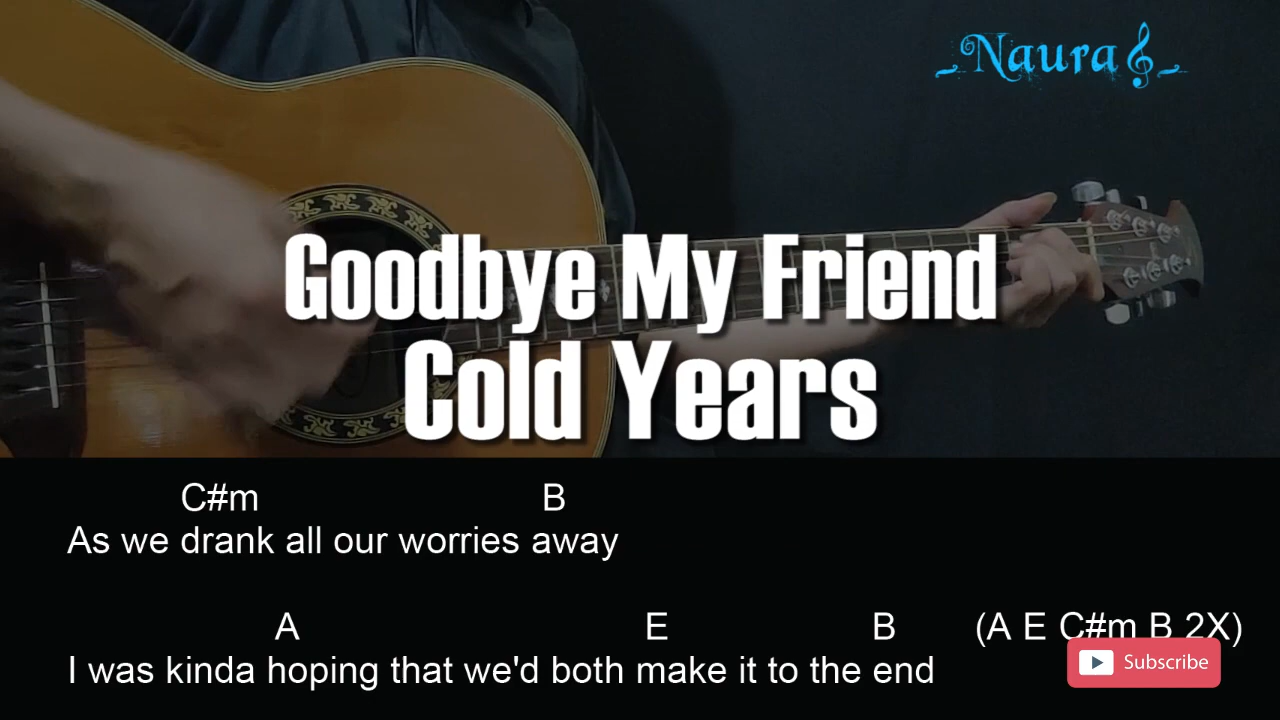 Naura
Goodbye My Friend
Cold Years
C#m B
As we drank all our worries away
A E B (A E C#m B 2X)
I was kinda hoping that we'd both make it to the end
Subscribe